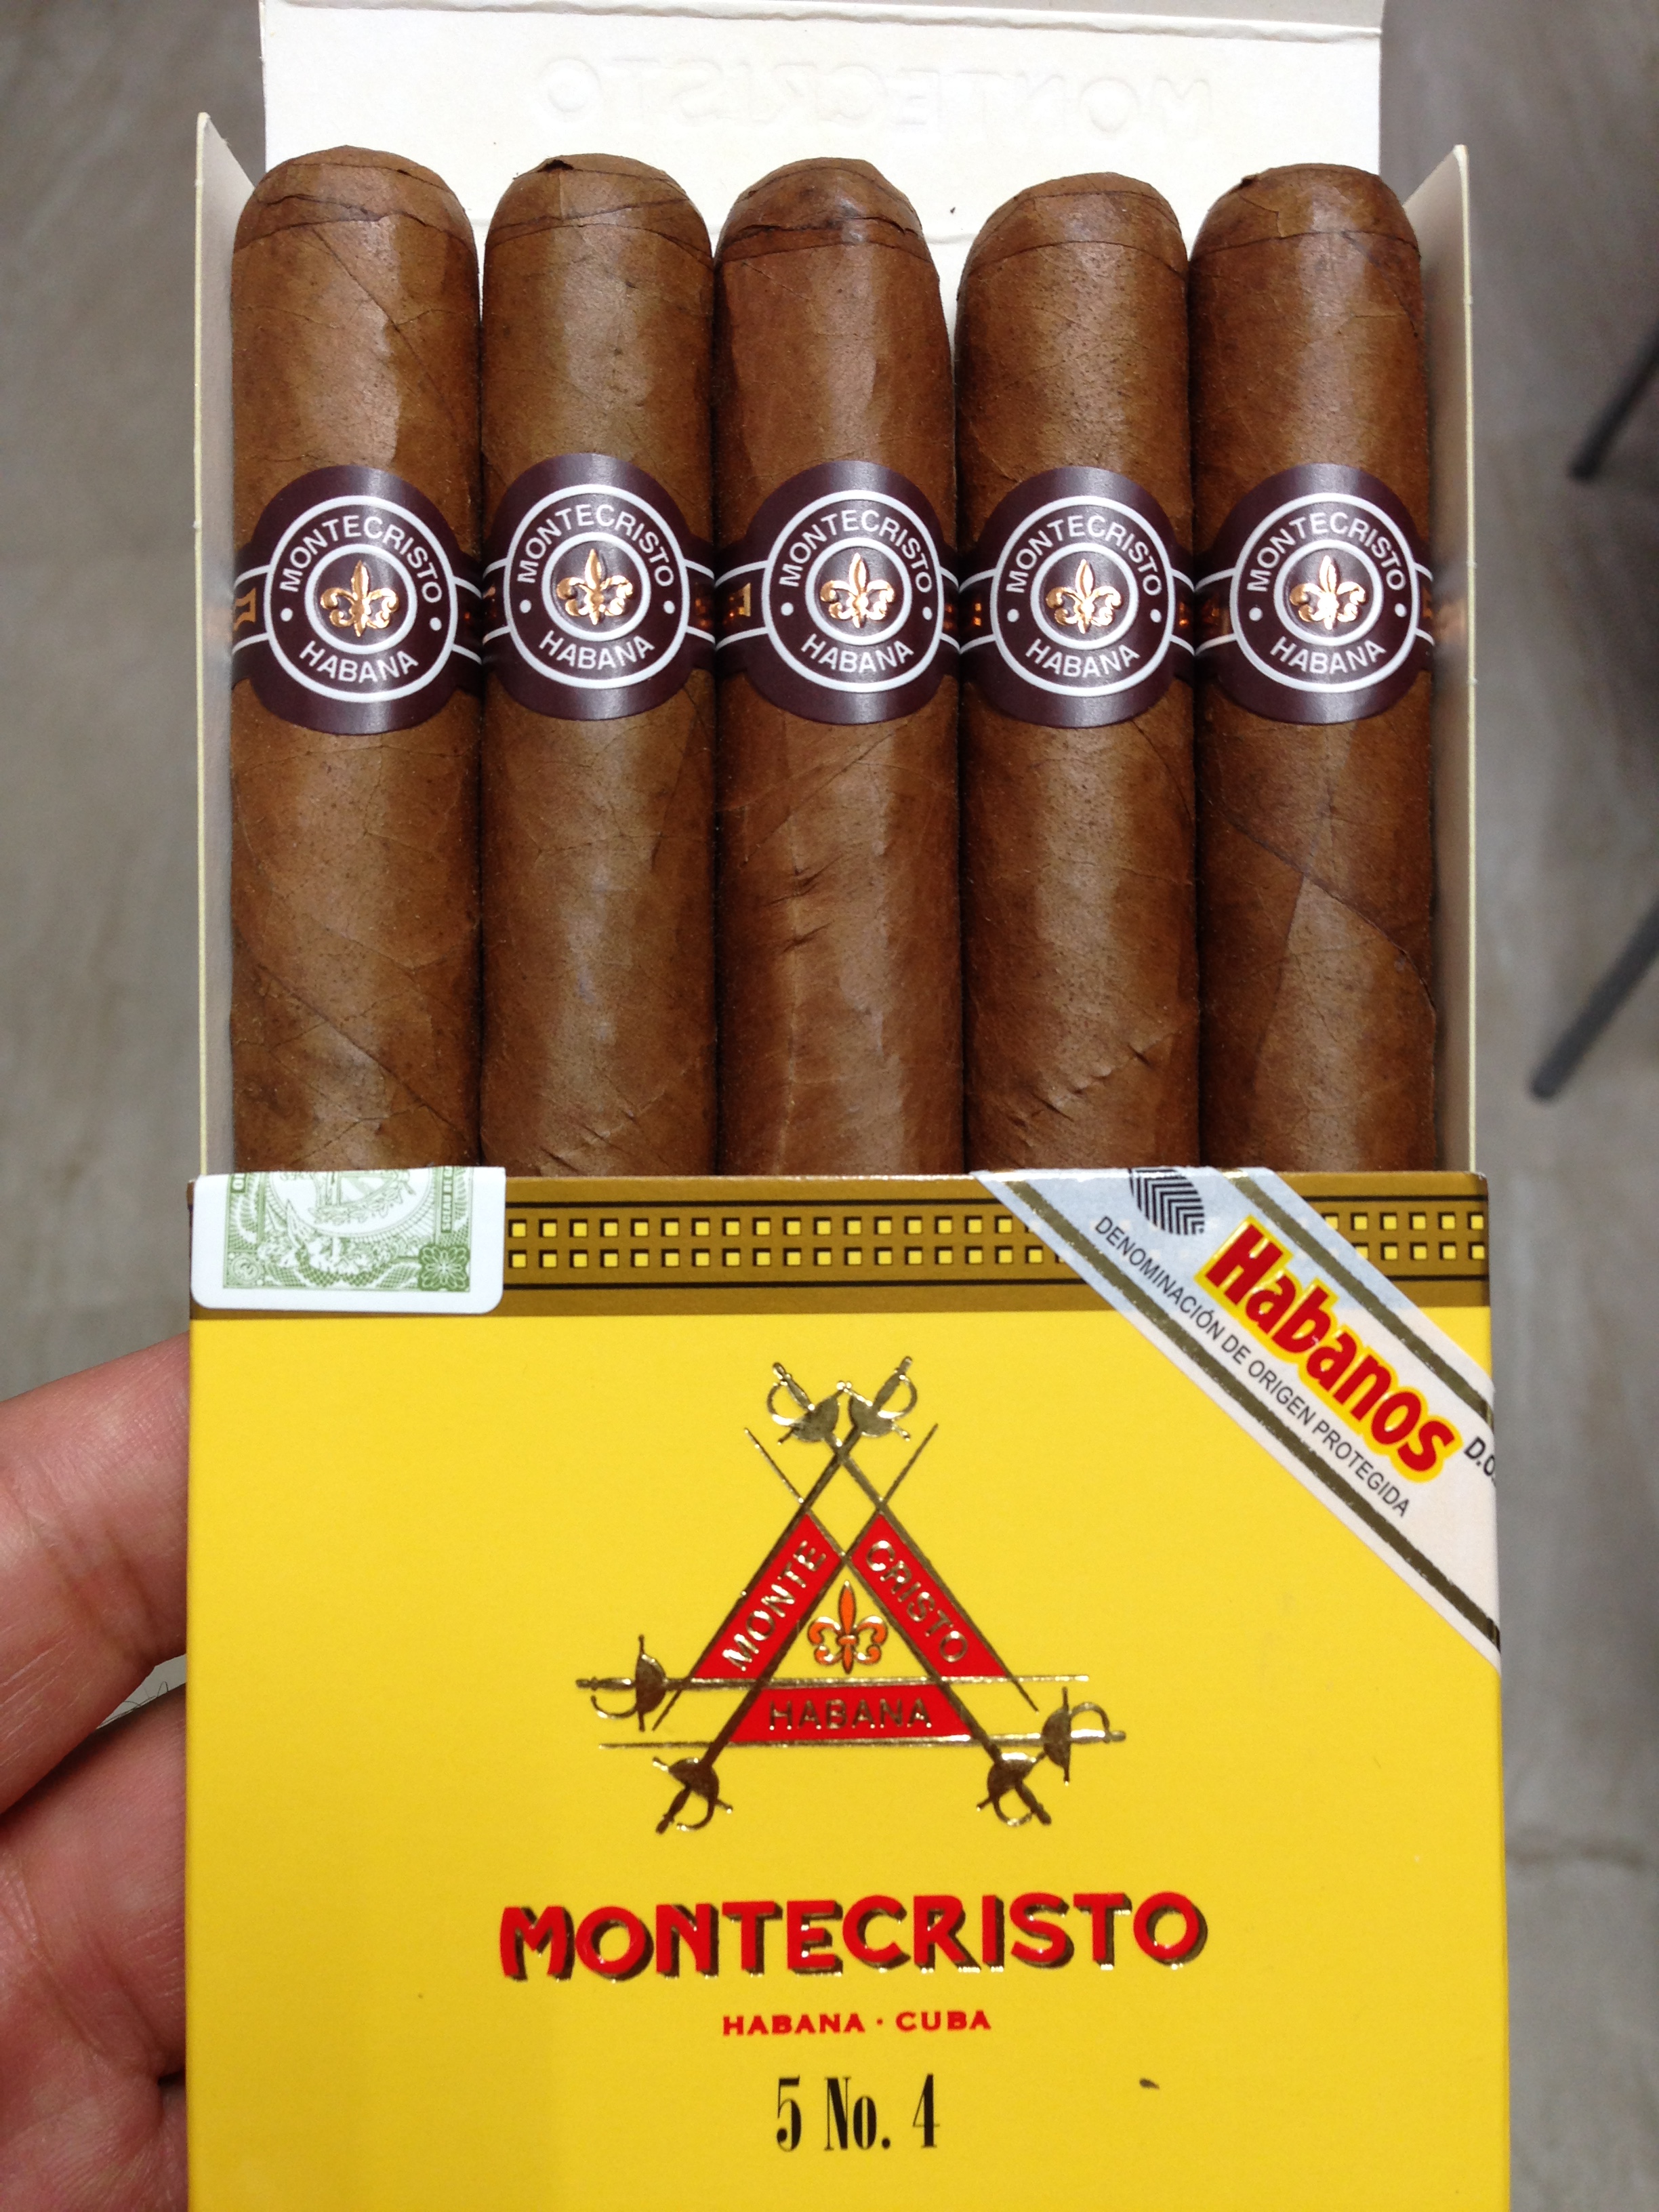 MONTECRISTO
MONTECRISTO
HABANA
MONTECRISTO
HABANA
MONTECRISTO
HABANA
MONTECRISTO
HABANA
MONTECRISTO
HABANA
Habanos
D.O.
DENOMINACIÓN DE ORIGEN PROTEGIDA
MONTE
CRISTO
HABANA
MONTECRISTO
HABANA · CUBA
5 No. 4